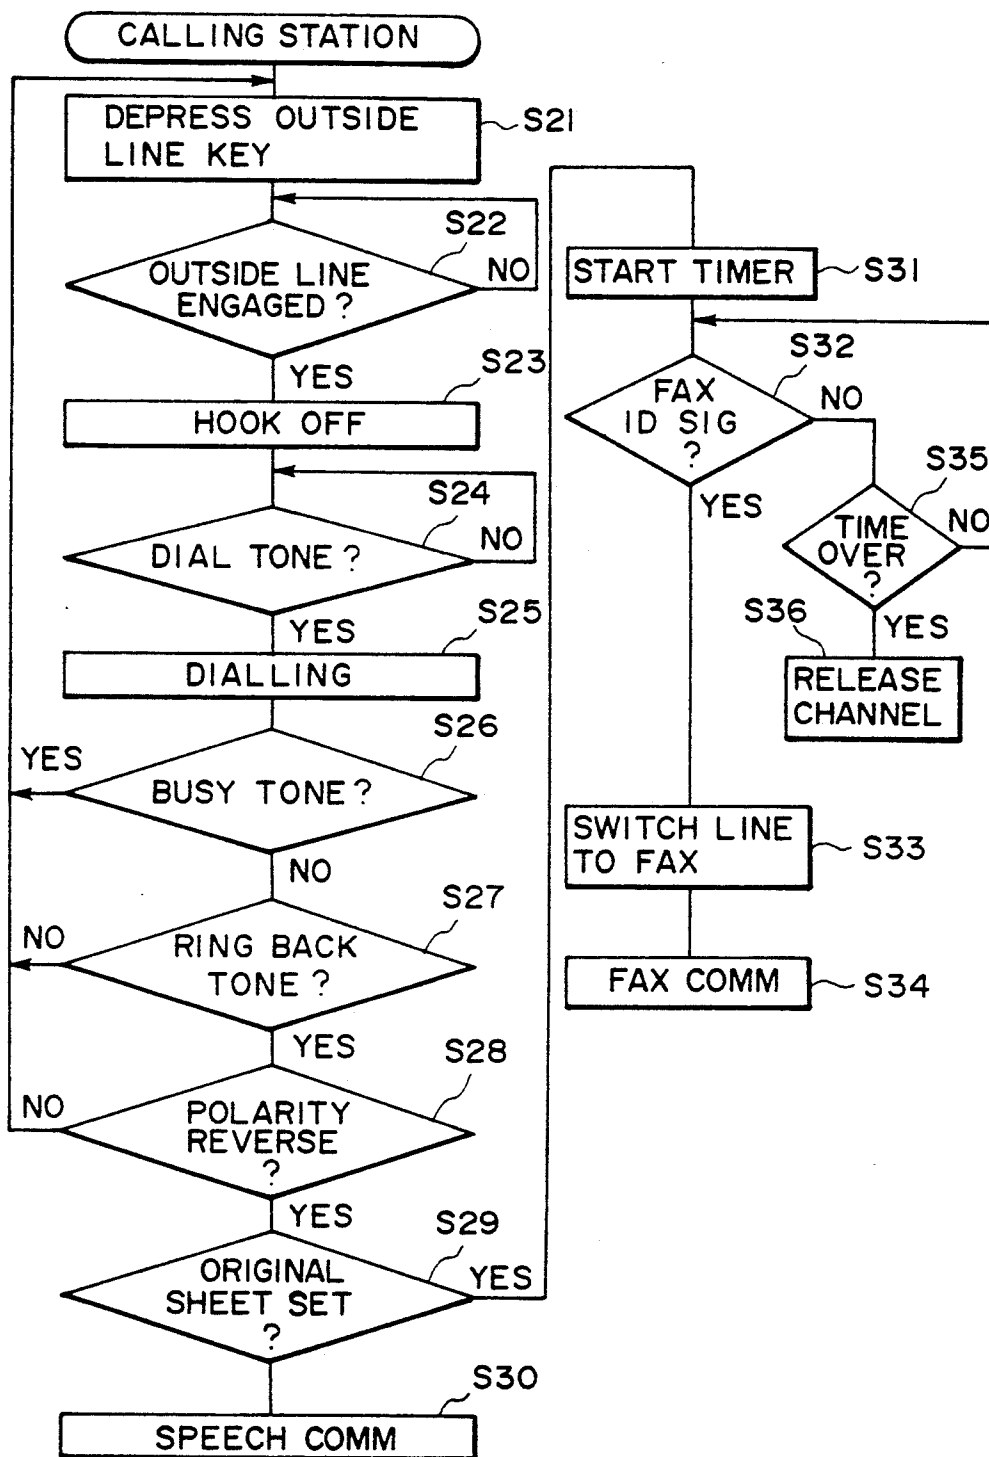 CALLING STATION
DEPRESS OUTSIDE
LINE KEY
S21
S22
OUTSIDE LINE
ENGAGED?
NO
YES
S23
HOOK OFF
S24
DIAL TONE?
NO
YES
S25
DIALLING
S26
YES
BUSY TONE?
NO
S27
NO
RING BACK
TONE?
YES
S28
NO
POLARITY
REVERSE
?
YES
S29
ORIGINAL
SHEET SET
?
YES
S30
SPEECH COMM
START TIMER
S31
S32
FAX
ID SIG
?
NO
YES
S35
TIME
OVER
?
NO
YES
S36
RELEASE
CHANNEL
SWITCH LINE
TO FAX
S33
FAX COMM
S34